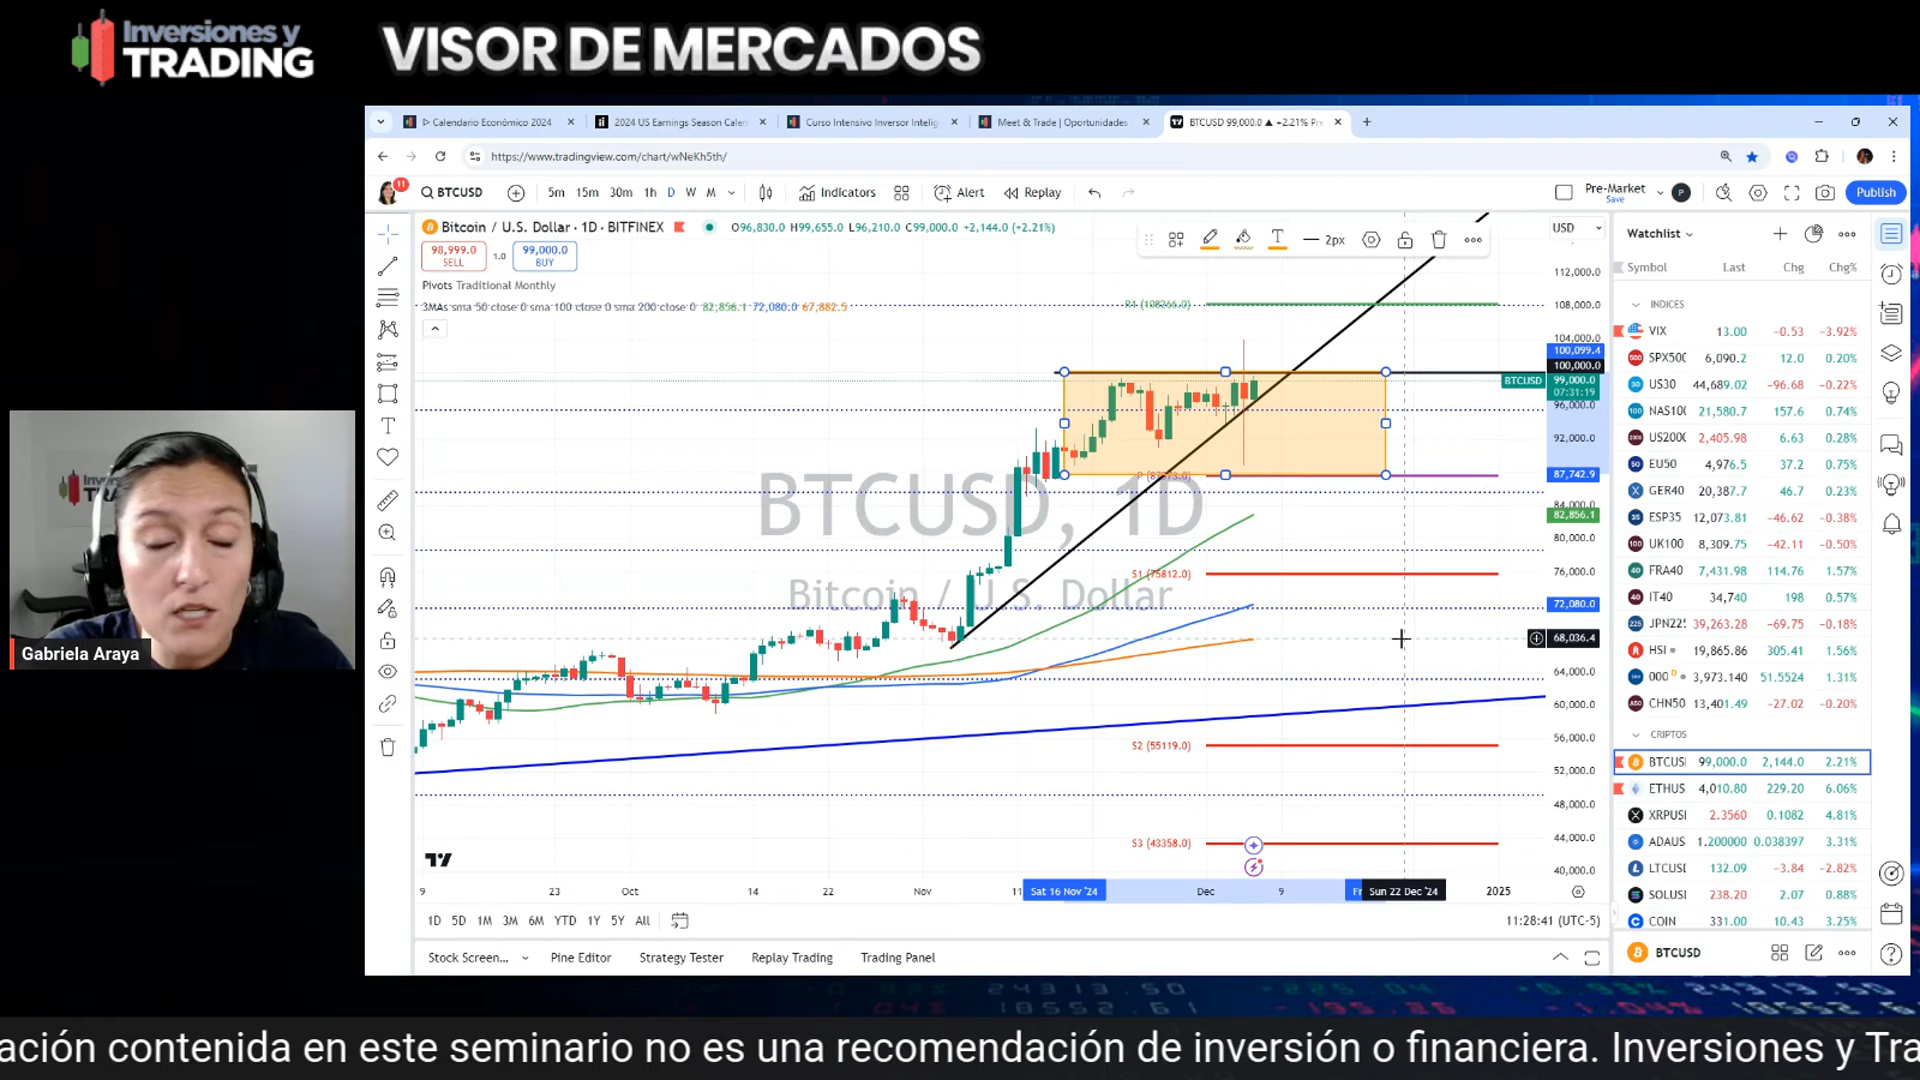 Inversiones y
TRADING
VISOR DE MERCADOS
Calendario Económico 2024
2024 US Earnings Season Calen
Curso Intensivo Inversor Intelig
Meet & Trade | Oportunidades
BTCUSD 99,000.0 ▲ +2.21% Pre
https://www.tradingview.com/chart/wNeKh5th/
11
BTCUSD
5m 15m 30m 1h D W M
Indicators
Alert
Replay
Pre-Market
Save
P
Publish
Bitcoin / U.S. Dollar · 1D · BITFINEX
O96,830.0 H99,655.0 L96,210.0 C99,000.0 +2,144.0 (+2.21%)
98,999.0
SELL
1.0
99,000.0
BUY
Pivots Traditional Monthly
3MAs sma 50 close 0 sma 100 close 0 sma 200 close 0 82,856.1 72,080.0 67,882.5
2px
USD
112,000.0
108,000.0
104,000.0
100,099.4
100,000.0
BTCUSD
99,000.0
07:31:19
96,000.0
92,000.0
87,742.9
84,000.0
82,856.1
80,000.0
76,000.0
72,080.0
68,036.4
64,000.0
60,000.0
56,000.0
52,000.0
48,000.0
44,000.0
40,000.0
R1 (108266.0)
S1 (75812.0)
S2 (55119.0)
S3 (43358.0)
BTCUSD, 1D
Bitcoin / U.S. Dollar
9 23 Oct 14 22 Nov 11 Sat 16 Nov '24 Dec 9 Sun 22 Dec '24 2025
1D 5D 1M 3M 6M YTD 1Y 5Y All
11:28:41 (UTC-5)
Stock Screen... Pine Editor Strategy Tester Replay Trading Trading Panel
Watchlist
Symbol Last Chg Chg%
INDICES
VIX 13.00 −0.53 −3.92%
SPX500 6,090.2 12.0 0.20%
US30 44,689.02 −96.68 −0.22%
NAS100 21,580.7 157.6 0.74%
US2000 2,405.98 6.63 0.28%
EU50 4,976.5 37.2 0.75%
GER40 20,387.7 46.7 0.23%
ESP35 12,073.81 −46.62 −0.38%
UK100 8,309.75 −42.11 −0.50%
FRA40 7,431.98 114.76 1.57%
IT40 34,740 198 0.57%
JPN225 39,263.28 −69.75 −0.18%
HSI 19,865.86 305.41 1.56%
000 D 3,973.140 51.5524 1.31%
CHN50 13,401.49 −27.02 −0.20%
CRIPTOS
BTCUSI 99,000.0 2,144.0 2.21%
ETHUS 4,010.80 229.20 6.06%
XRPUSI 2.3560 0.1082 4.81%
ADAUS 1.200000 0.038397 3.31%
LTCUSI 132.09 −3.84 −2.82%
SOLUSI 238.20 2.07 0.88%
COIN 331.00 10.43 3.25%
BTCUSD
Gabriela Araya
ación contenida en este seminario no es una recomendación de inversión o financiera. Inversiones y Tra